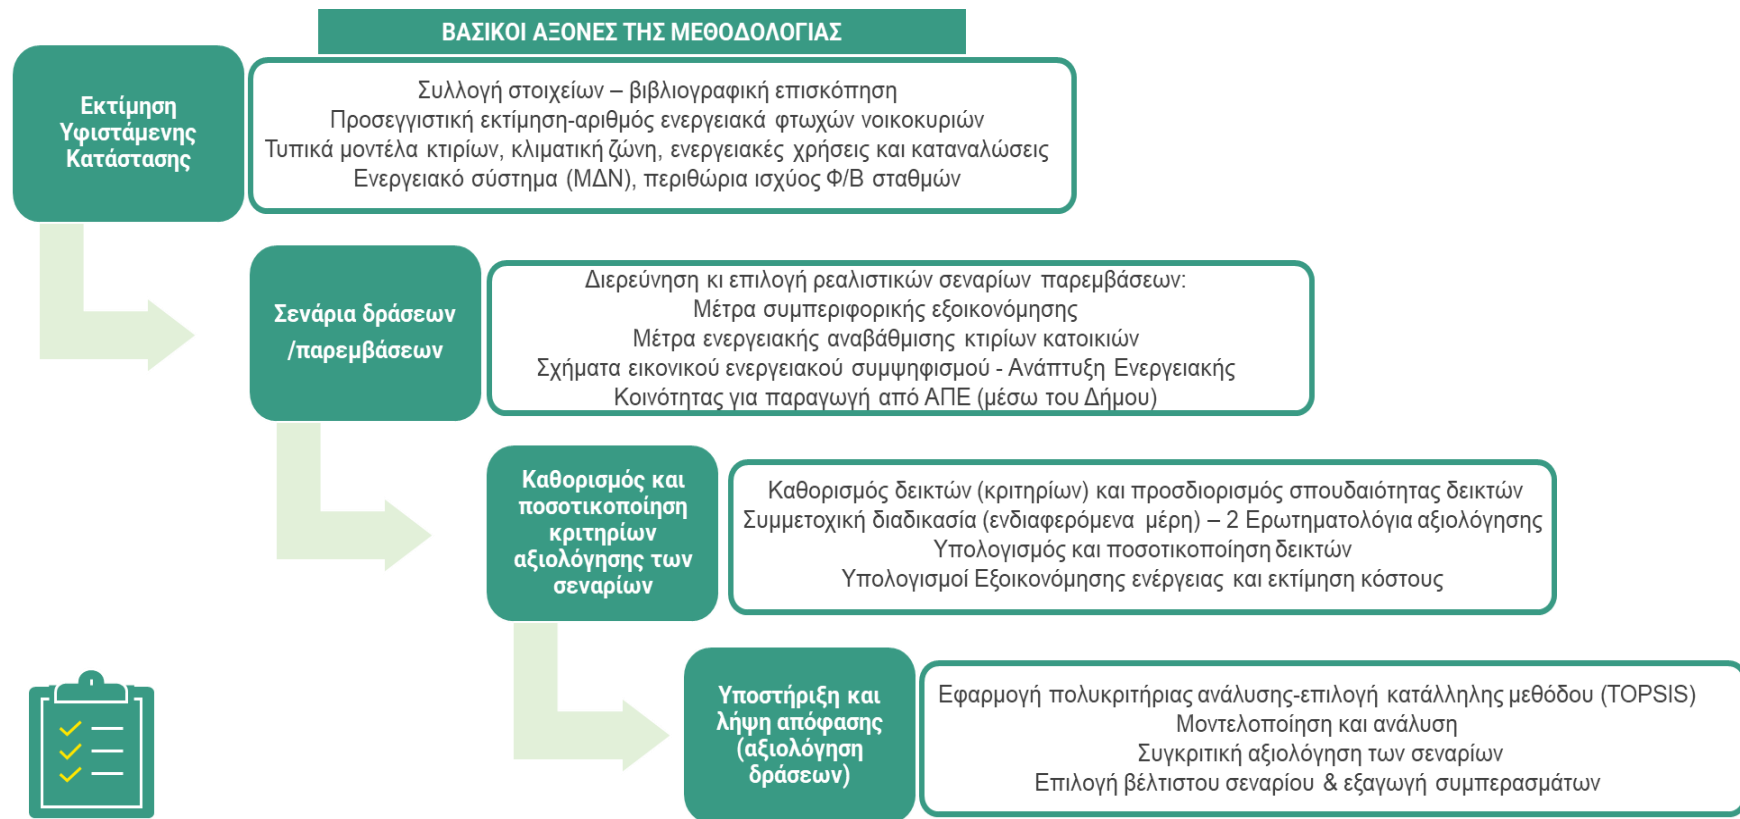 ΒΑΣΙΚΟΙ ΑΞΟΝΕΣ ΤΗΣ ΜΕΘΟΔΟΛΟΓΙΑΣ
Εκτίμηση
Υφιστάμενης
Κατάστασης
Συλλογή στοιχείων – βιβλιογραφική επισκόπηση
Προσεγγιστική εκτίμηση-αριθμός ενεργειακά φτωχών νοικοκυριών
Τυπικά μοντέλα κτιρίων, κλιματική ζώνη, ενεργειακές χρήσεις και καταναλώσεις
Ενεργειακό σύστημα (ΜΔΝ), περιθώρια ισχύος Φ/Β σταθμών
Σενάρια δράσεων
/παρεμβάσεων
Διερεύνηση κι επιλογή ρεαλιστικών σεναρίων παρεμβάσεων:
Μέτρα συμπεριφορικής εξοικονόμησης
Μέτρα ενεργειακής αναβάθμισης κτιρίων κατοικιών
Σχήματα εικονικού ενεργειακού συμψηφισμού - Ανάπτυξη Ενεργειακής
Κοινότητας για παραγωγή από ΑΠΕ (μέσω του Δήμου)
Καθορισμός και
ποσοτικοποίηση
κριτηρίων
αξιολόγησης των
σεναρίων
Καθορισμός δεικτών (κριτηρίων) και προσδιορισμός σπουδαιότητας δεικτών
Συμμετοχική διαδικασία (ενδιαφερόμενα μέρη) – 2 Ερωτηματολόγια αξιολόγησης
Υπολογισμός και ποσοτικοποίηση δεικτών
Υπολογισμοί Εξοικονόμησης ενέργειας και εκτίμηση κόστους
Υποστήριξη και
λήψη απόφασης
(αξιολόγηση
δράσεων)
Εφαρμογή πολυκριτήριας ανάλυσης-επιλογή κατάλληλης μεθόδου (TOPSIS)
Μοντελοποίηση και ανάλυση
Συγκριτική αξιολόγηση των σεναρίων
Επιλογή βέλτιστου σεναρίου & εξαγωγή συμπερασμάτων